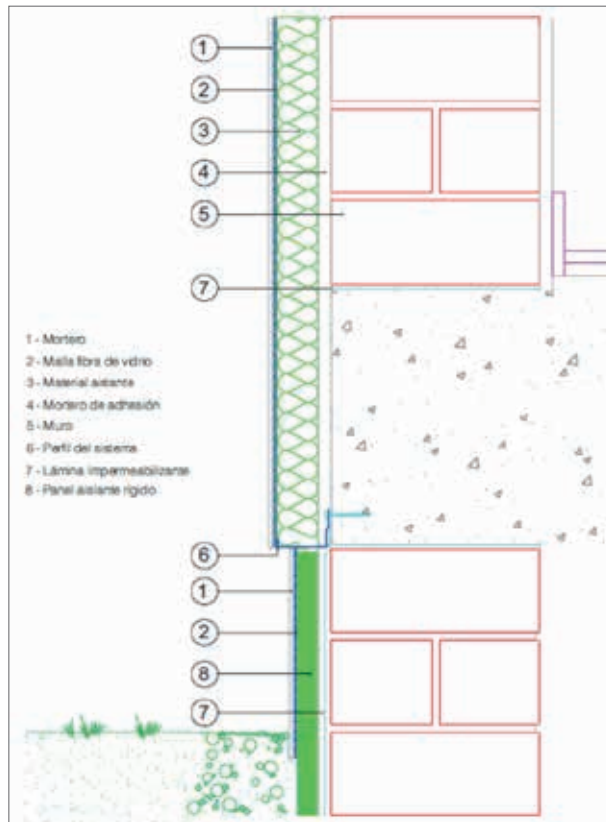 1
2
3
4
5
7
1 - Mortero
2 - Malla fibra de vidrio
3 - Material aislante
4 - Mortero de adhesión
5 - Muro
6 - Perfil del sistema
7 - Lámina impermeabilizante
8 - Panel aislante rígido
6
1
2
8
7